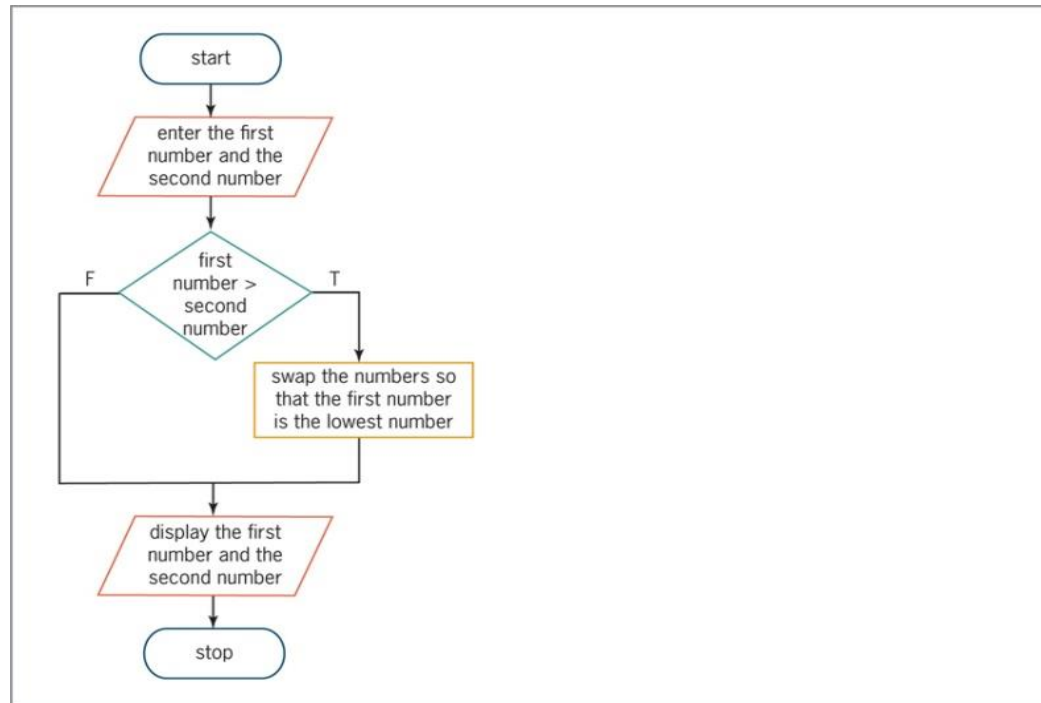 start
enter the first
number and the
second number
first
number >
second
number
F
T
swap the numbers so
that the first number
is the lowest number
display the first
number and the
second number
stop